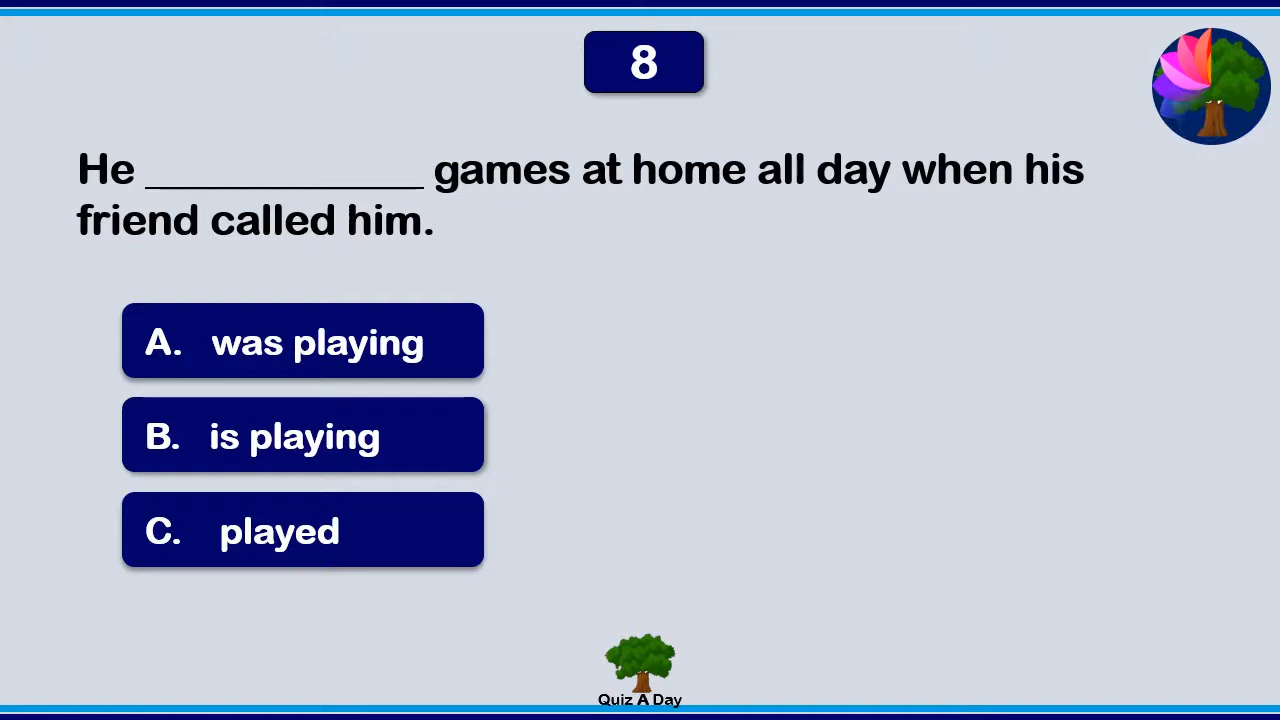 8
He _____________ games at home all day when his
friend called him.
A. was playing
B. is playing
C. played
Quiz A Day